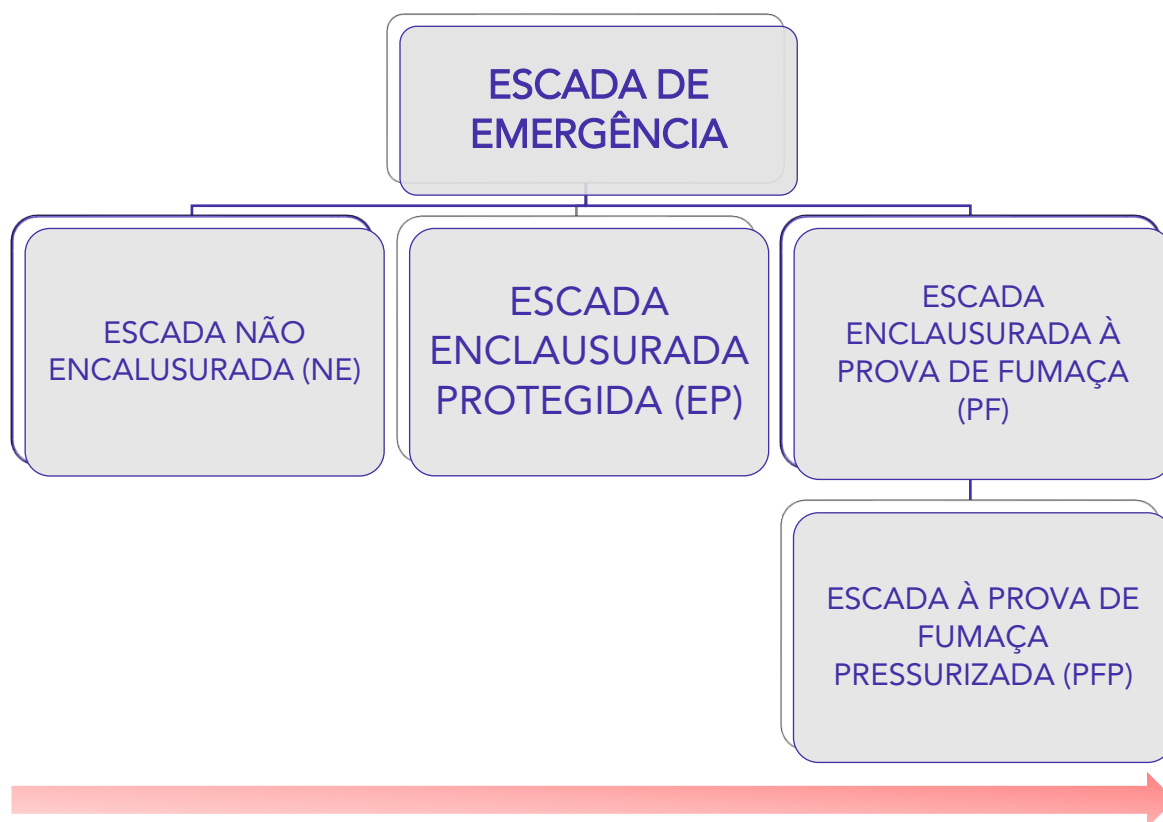 ESCADA DE
EMERGÊNCIA
ESCADA NÃO
ENCALUSURADA (NE)
ESCADA
ENCLAUSURADA
PROTEGIDA (EP)
ESCADA
ENCLAUSURADA À
PROVA DE FUMAÇA
(PF)
ESCADA À PROVA DE
FUMAÇA
PRESSURIZADA (PFP)